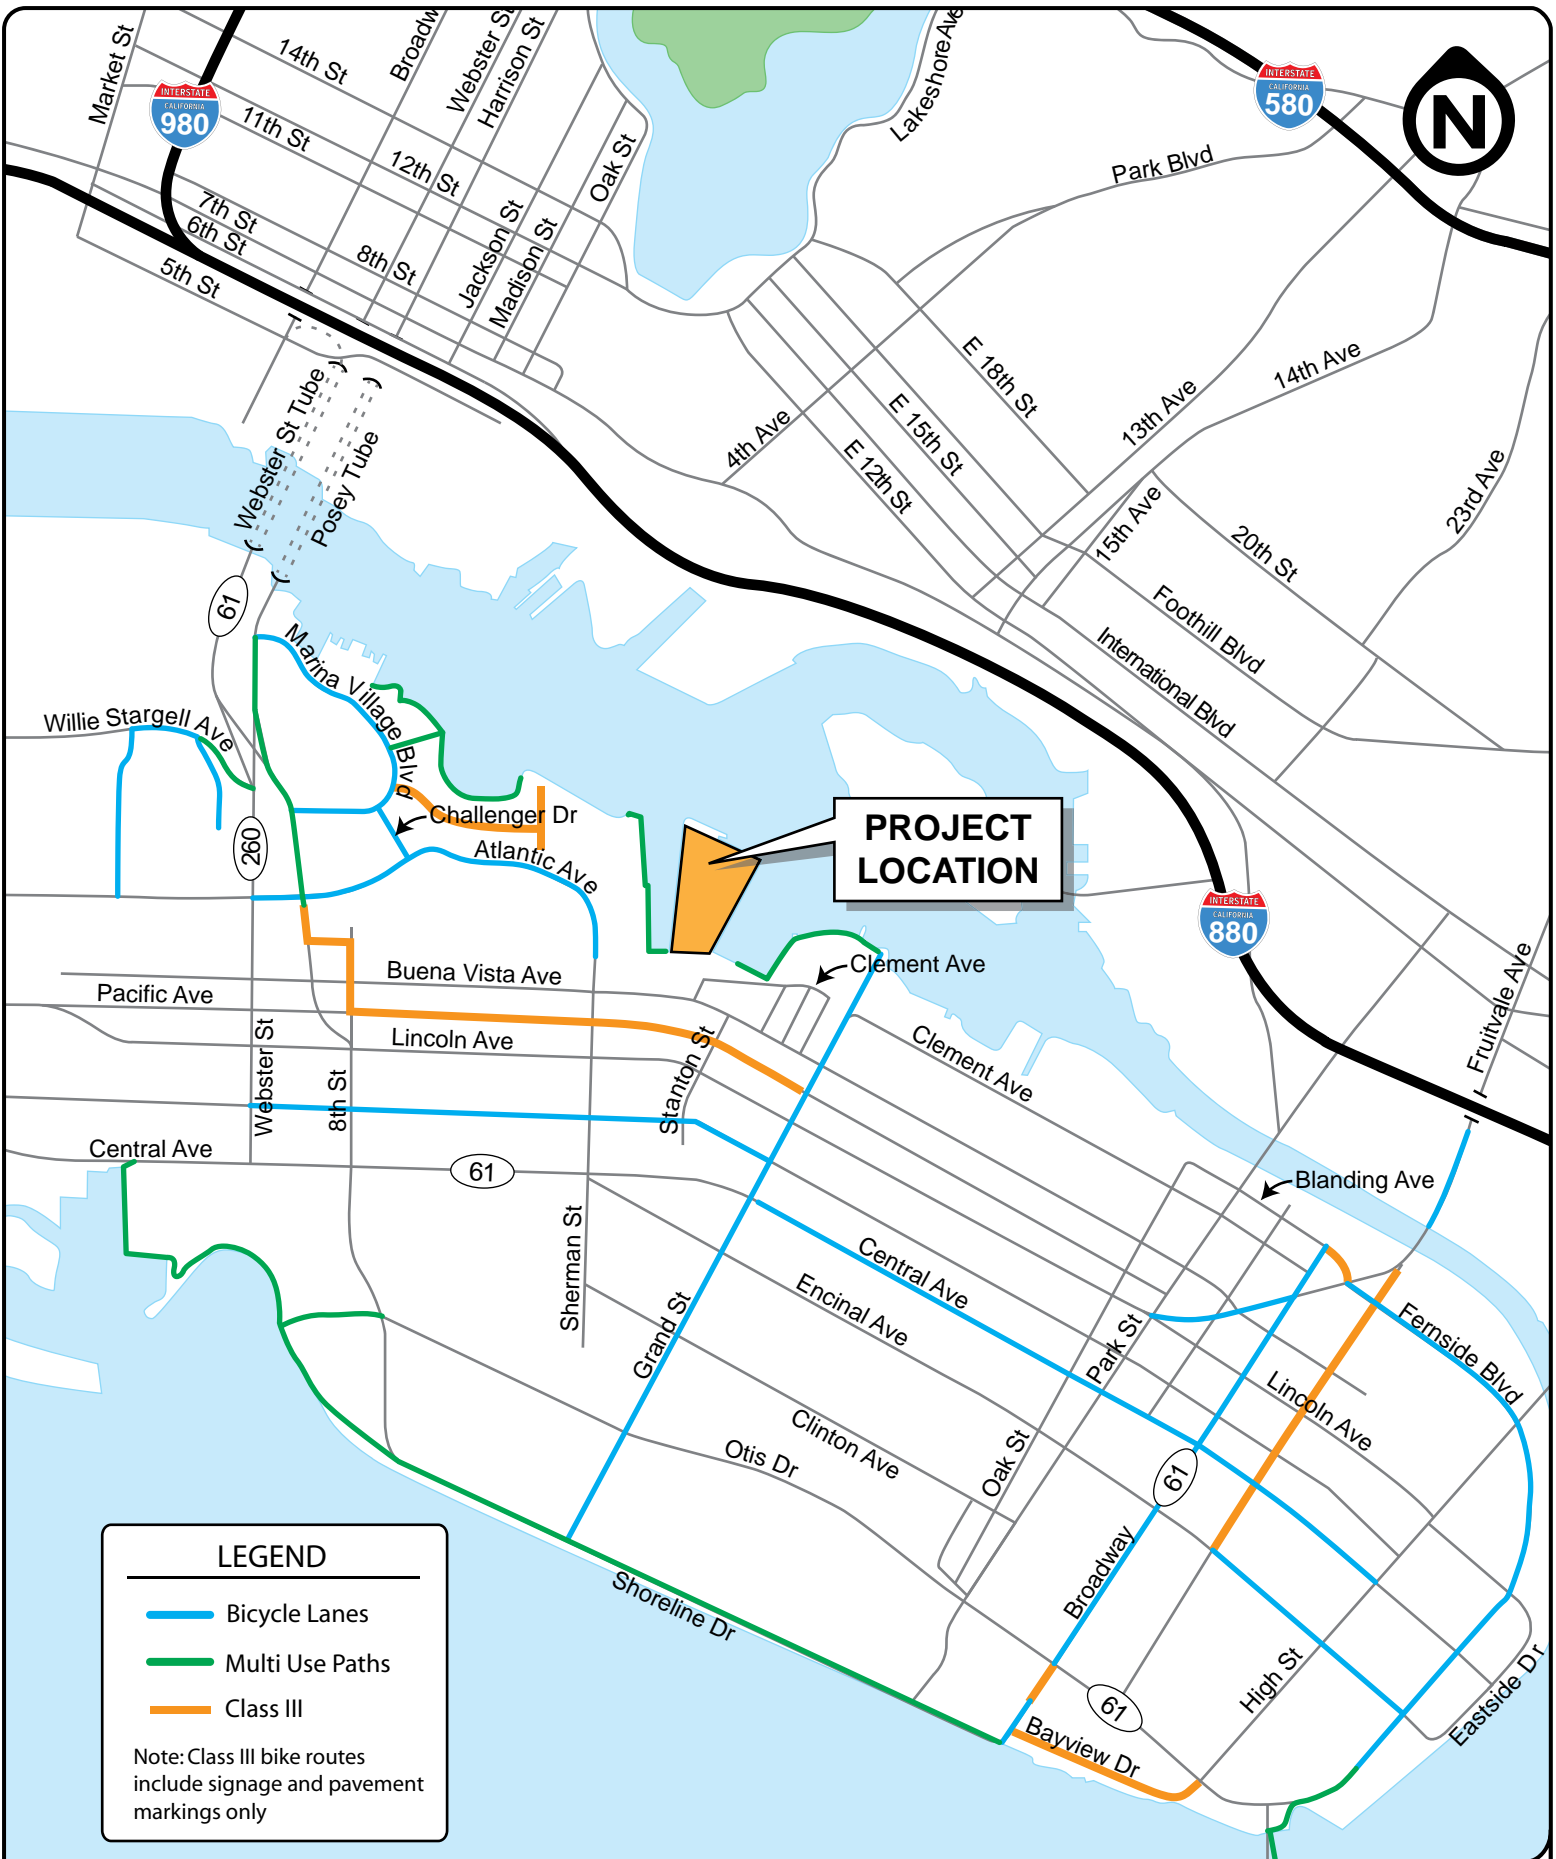 Market St
INTERSTATE
CALIFORNIA
980
14th St
11th St
12th St
Broadw
Webster St
Harrison St
Oak St
Lakeshore Ave
INTERSTATE
CALIFORNIA
580
N
Park Blvd
7th St
6th St
5th St
8th St
Jackson St
Madison St
E 18th St
E 15th St
E 12th St
4th Ave
13th Ave
14th Ave
15th Ave
20th St
23rd Ave
Foothill Blvd
International Blvd
Webster St Tube
Posey Tube
61
Marina Village Blvd
Willie Stargell Ave
Challenger Dr
260
Atlantic Ave
PROJECT
LOCATION
INTERSTATE
CALIFORNIA
880
Fruitvale Ave
Clement Ave
Buena Vista Ave
Pacific Ave
Lincoln Ave
Webster St
8th St
Stanton St
Clement Ave
Central Ave
61
Blanding Ave
Sherman St
Grand St
Central Ave
Encinal Ave
Park St
Fernside Blvd
Lincoln Ave
Clinton Ave
Otis Dr
Oak St
61
Broadway
Shoreline Dr
High St
61
Bayview Dr
Eastside Dr
LEGEND
Bicycle Lanes
Multi Use Paths
Class III
Note: Class III bike routes
include signage and pavement
markings only